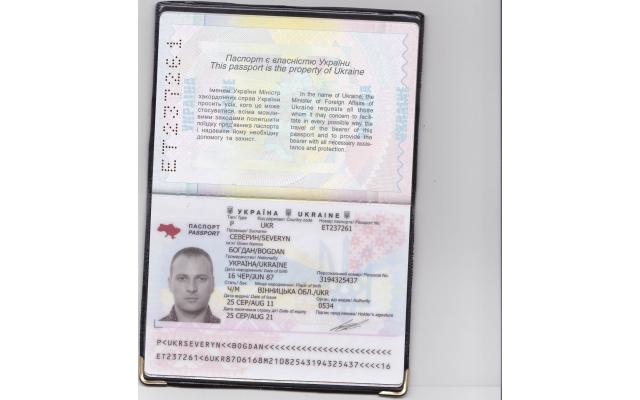 ET237261
Паспорт є власністю України
This passport is the property of Ukraine
Іменем України Міністр
закордонних справ України
просить усіх, кого це може
стосуватися, всіма можли-
вими заходами полегшити
поїздку пред'явника паспорта
і надавати йому необхідну
допомогу та захист.
In the name of Ukraine, the
Minister of Foreign Affairs of
Ukraine requests all those
whom it may concern to facili-
tate in every possible way the
travel of the bearer of this
passport and to provide the
bearer with all necessary assis-
tance and protection.
УКРАЇНА UKRAINE
ПАСПОРТ
PASSPORT
Тип/ Type Код держави/ Country code Номер паспорта/ Passport No.
P UKR ET237261
Прізвище/ Surname
СЕВЕРИН/SEVERYN
Ім'я/ Given Names
БОГДАН/BOGDAN
Громадянство/ Nationality
УКРАЇНА/UKRAINE
Персональний номер/ Personal No.
3194325437
Дата народження/ Date of birth
16 ЧЕР/JUN 87
Стать/ Sex Місце народження/ Place of birth
Ч/M ВІННИЦЬКА ОБЛ./UKR
Дата видачі/ Date of issue Орган, що видав/ Authority
25 СЕР/AUG 11 0534
Дата закінчення строку дії/ Date of expiry Підпис пред'явника/ Holder's signature
25 СЕР/AUG 21
P<UKRSEVERYN<<BOGDAN<<<<<<<<<<<<<<<<<<<<<<<<
ET237261<6UKR8706168M21082543194325437<<<<16